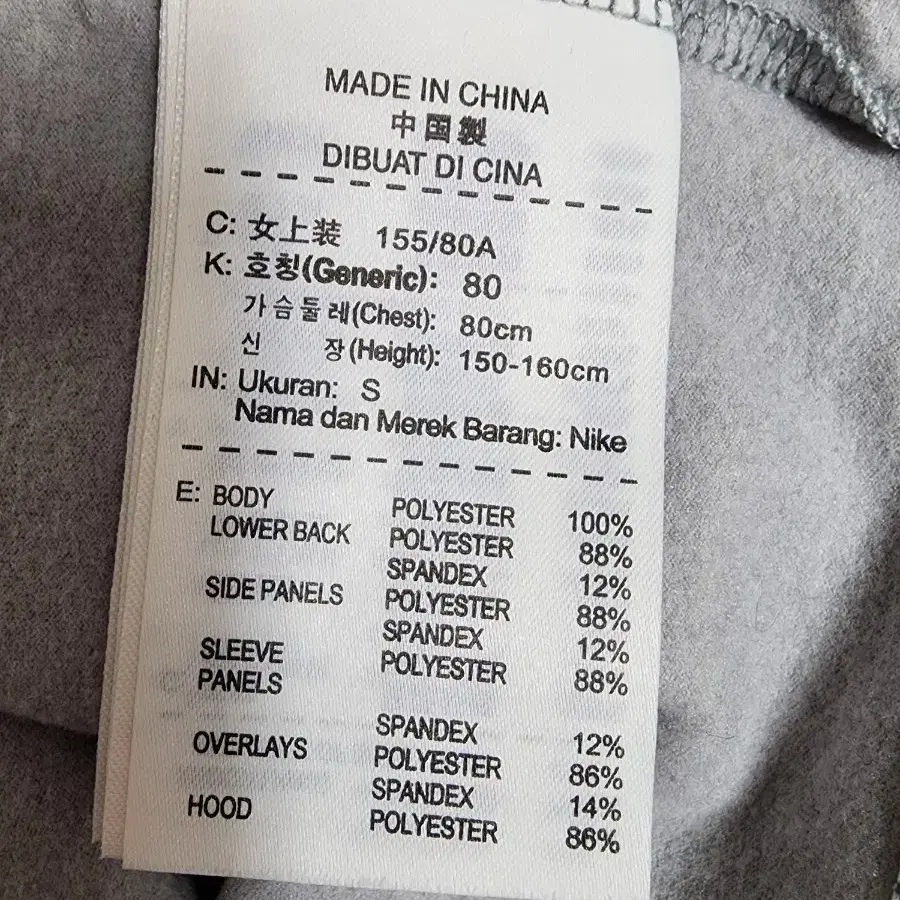 MADE IN CHINA
中国製
DIBUAT DI CINA
C: 女上装 155/80A
K: 호칭(Generic): 80
가슴둘레(Chest): 80cm
신 장(Height): 150-160cm
IN: Ukuran: S
Nama dan Merek Barang: Nike
E: BODY POLYESTER 100%
LOWER BACK POLYESTER 88%
SPANDEX 12%
SIDE PANELS POLYESTER 88%
SPANDEX 12%
SLEEVE POLYESTER 88%
PANELS
SPANDEX 12%
OVERLAYS POLYESTER 86%
SPANDEX 14%
HOOD POLYESTER 86%